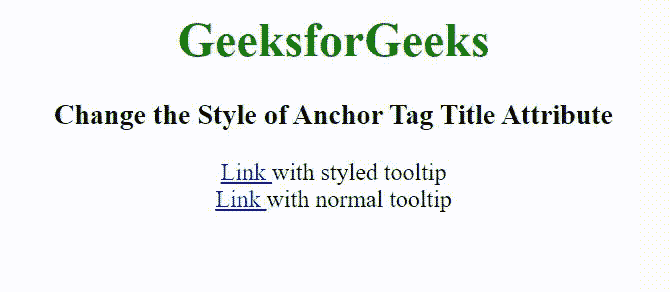 GeeksforGeeks
Change the Style of Anchor Tag Title Attribute
Link with styled tooltip
Link with normal tooltip